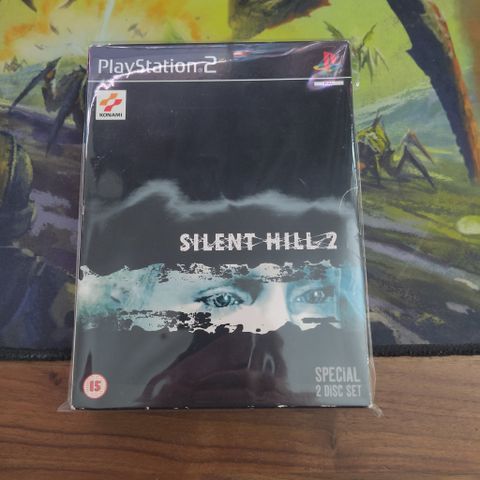 PlayStation 2
KONAMI
SILENT HILL 2
15
SPECIAL
2 DISC SET